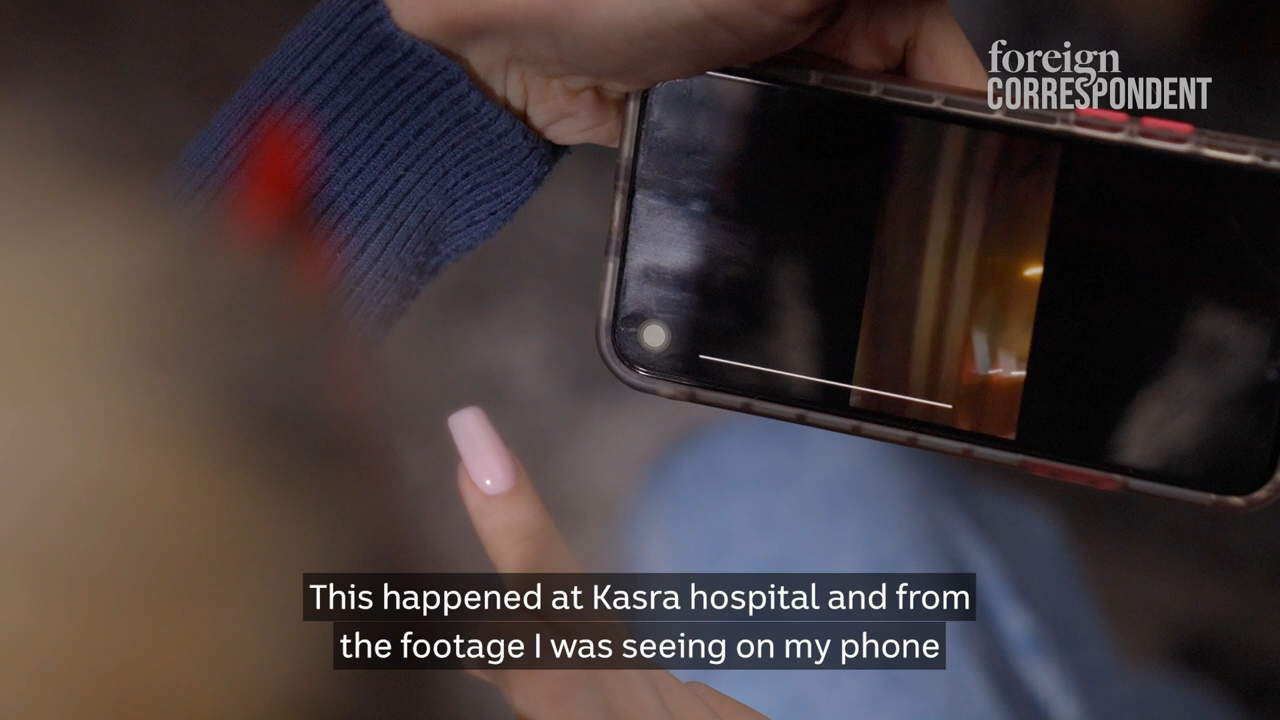 foreign
CORRESPONDENT
This happened at Kasra hospital and from
the footage I was seeing on my phone